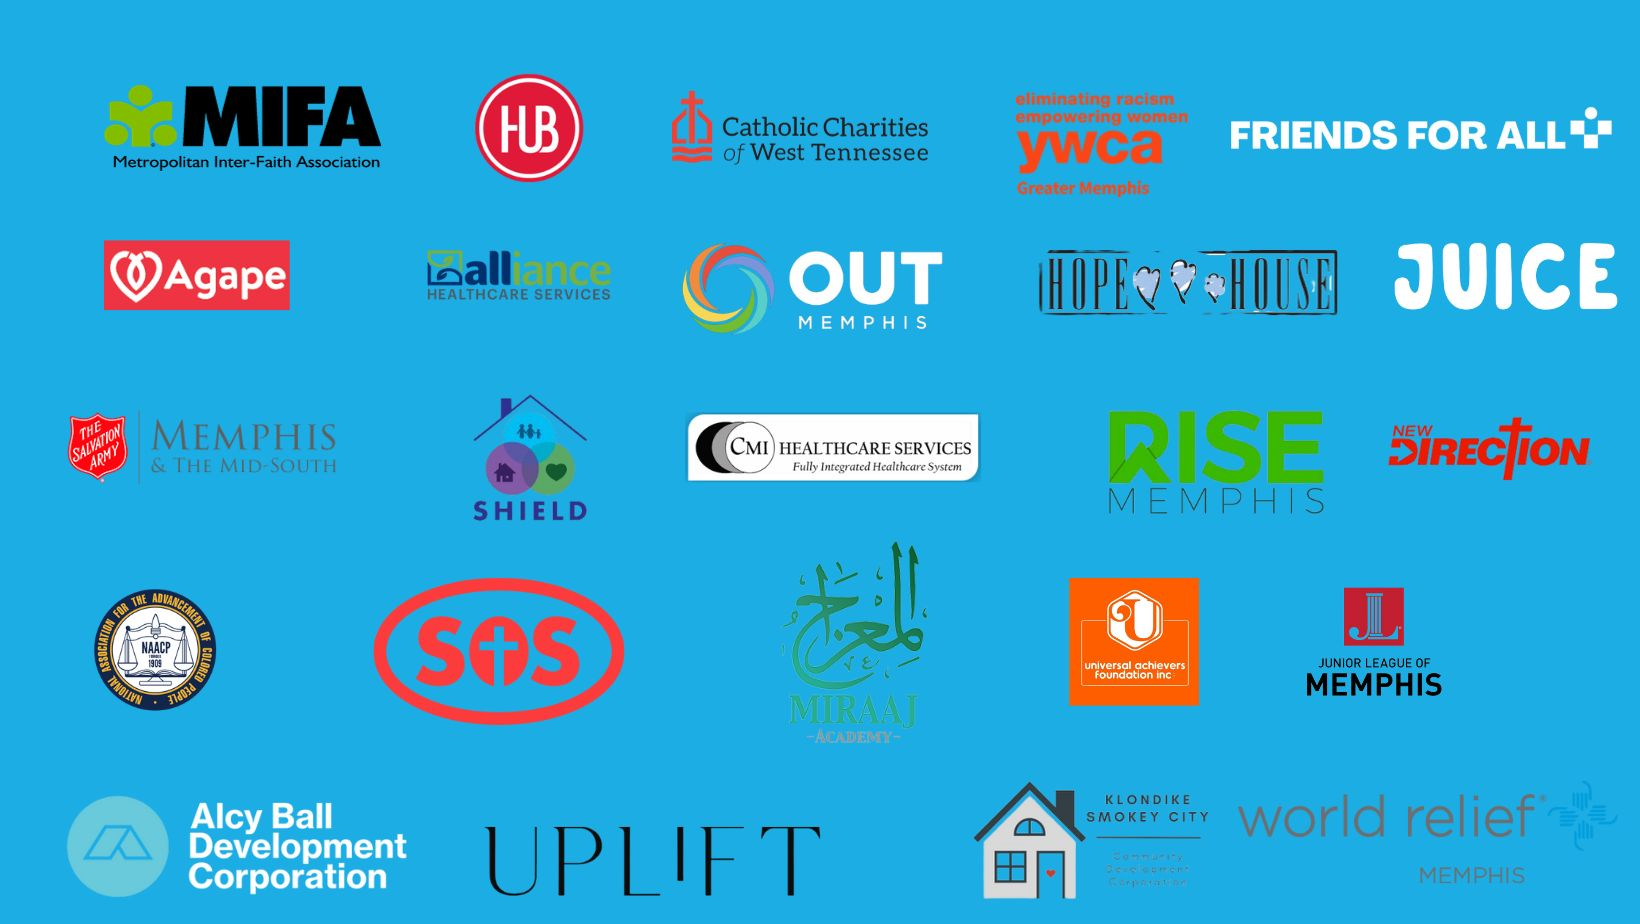 MIFA
Metropolitan Inter-Faith Association
HUB
Catholic Charities
of West Tennessee
eliminating racism
empowering women
ywca
Greater Memphis
FRIENDS FOR ALL
Agape
alliance
HEALTHCARE SERVICES
OUT
MEMPHIS
HOPE HOUSE
JUICE
THE
SALVATION
ARMY
MEMPHIS
& THE MID-SOUTH
SHIELD
CMI HEALTHCARE SERVICES
Fully Integrated Healthcare System
RISE
MEMPHIS
NEW
DIRECTION
NATIONAL ASSOCIATION FOR THE ADVANCEMENT OF COLORED PEOPLE
NAACP
FOUNDED
1909
SOS
المعراج
MIRAAJ
-ACADEMY-
U
universal achievers
foundation inc
JL
JUNIOR LEAGUE OF
MEMPHIS
Alcy Ball
Development
Corporation
UPLIFT
KLONDIKE
SMOKEY CITY
Community
Development
Corporation
world relief®
MEMPHIS